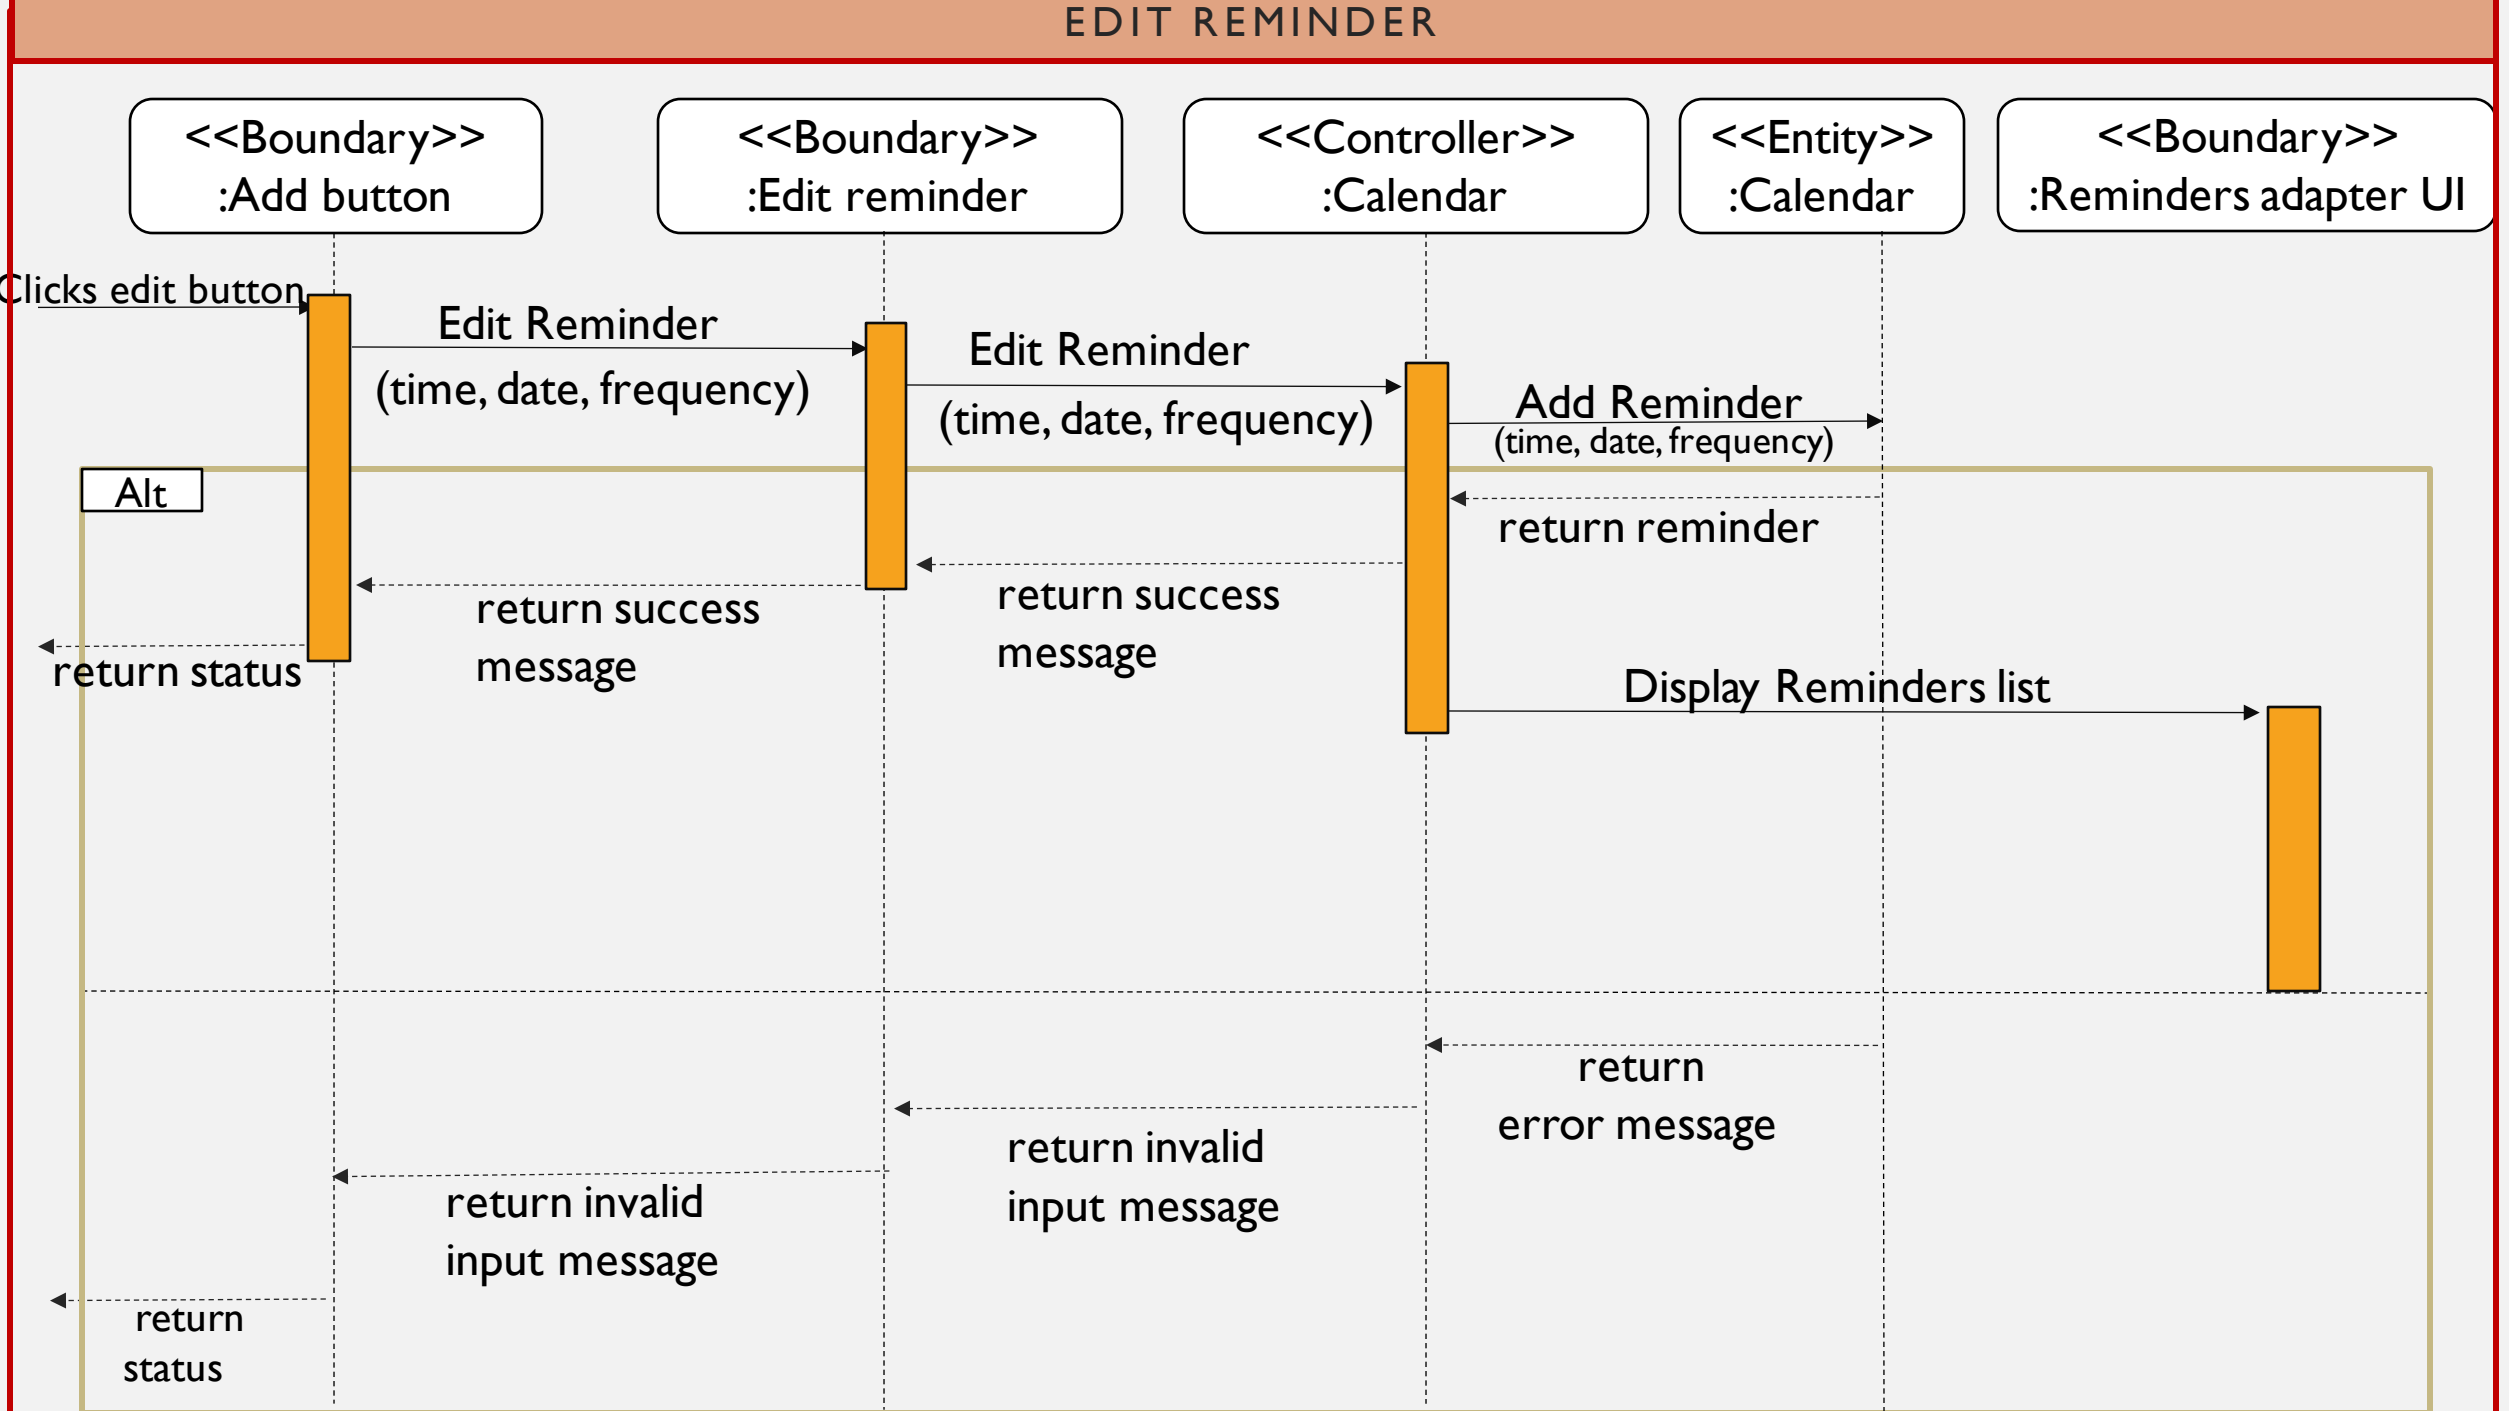 EDIT REMINDER
<<Boundary>>
:Add button
<<Boundary>>
:Edit reminder
<<Controller>>
:Calendar
<<Entity>>
:Calendar
<<Boundary>>
:Reminders adapter UI
Clicks edit button
Edit Reminder
(time, date, frequency)
Edit Reminder
(time, date, frequency)
Add Reminder
(time, date, frequency)
Alt
return reminder
return success
message
return success
message
return status
Display Reminders list
return
error message
return invalid
input message
return invalid
input message
return
status